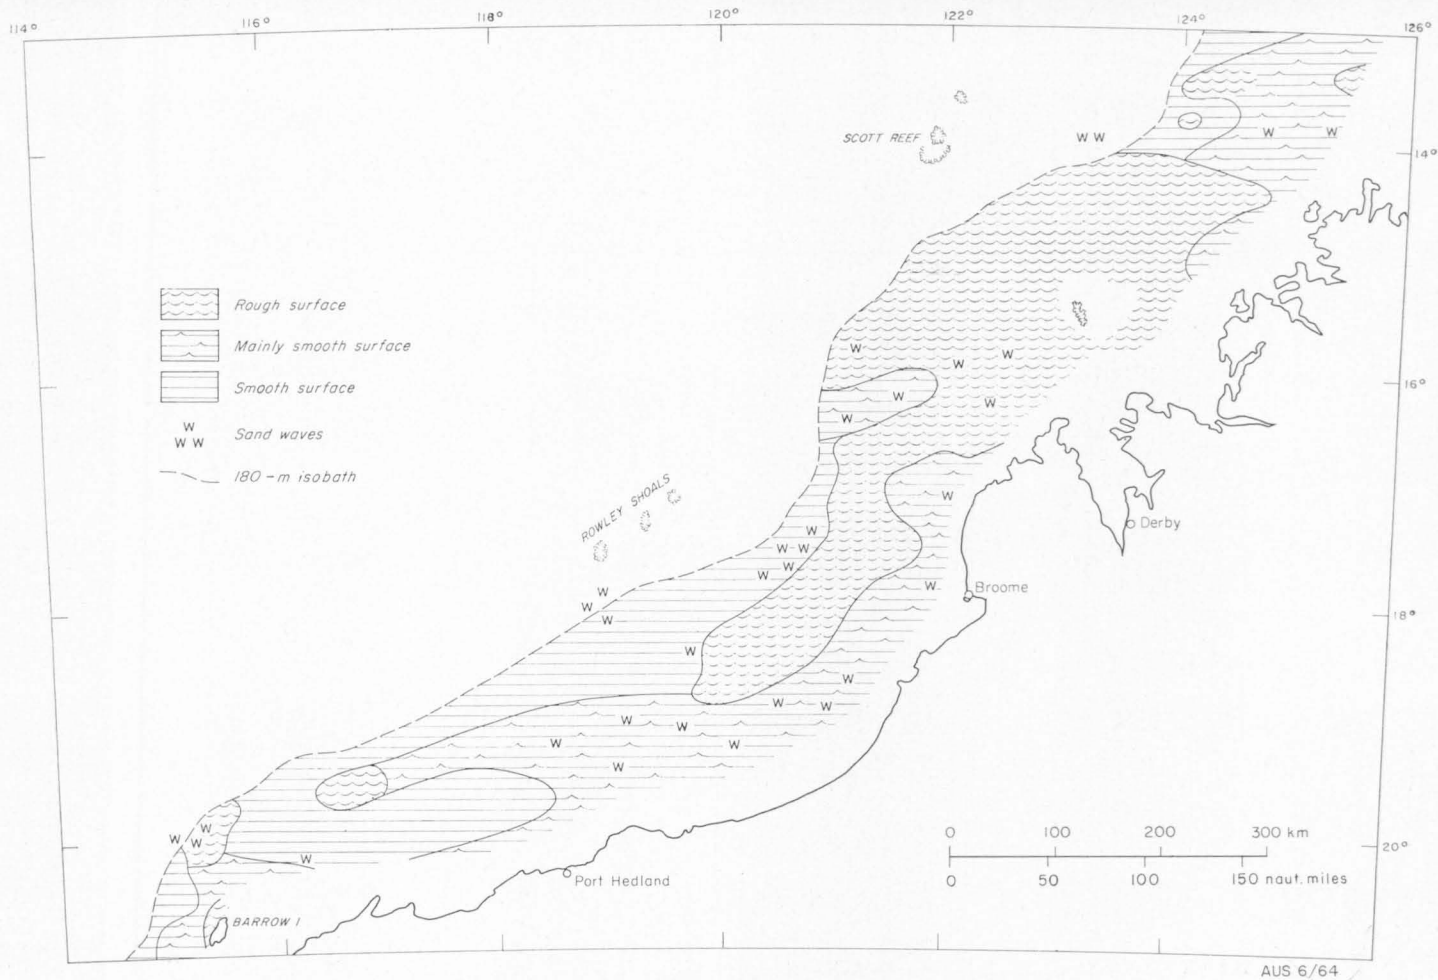 114° 116° 118° 120° 122° 124° 126°
SCOTT REEF
W W
W W
14°
Rough surface
Mainly smooth surface
Smooth surface
W
W W
Sand waves
180-m isobath
W
W
W
W
W
W
16°
ROWLEY SHOALS
W
W
W W
W
W
Derby
W
W
W
W
Broome
18°
W
W
W
W
W
W
W
W
W
W
W
W
W
W
0 100 200 300 km
0 50 100 150 naut. miles
20°
Port Hedland
BARROW I
AUS 6/64